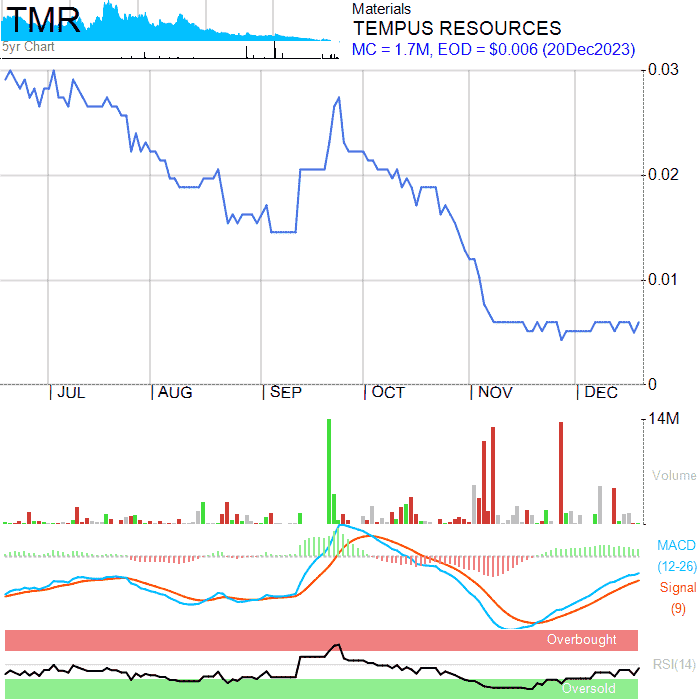 TMR
5yr Chart
Materials
TEMPUS RESOURCES
MC = 1.7M, EOD = $0.006 (20Dec2023)
0.03
0.02
0.01
0
JUL AUG SEP OCT NOV DEC
14M
Volume
MACD
(12-26)
Signal
(9)
Overbought
RSI(14)
Oversold